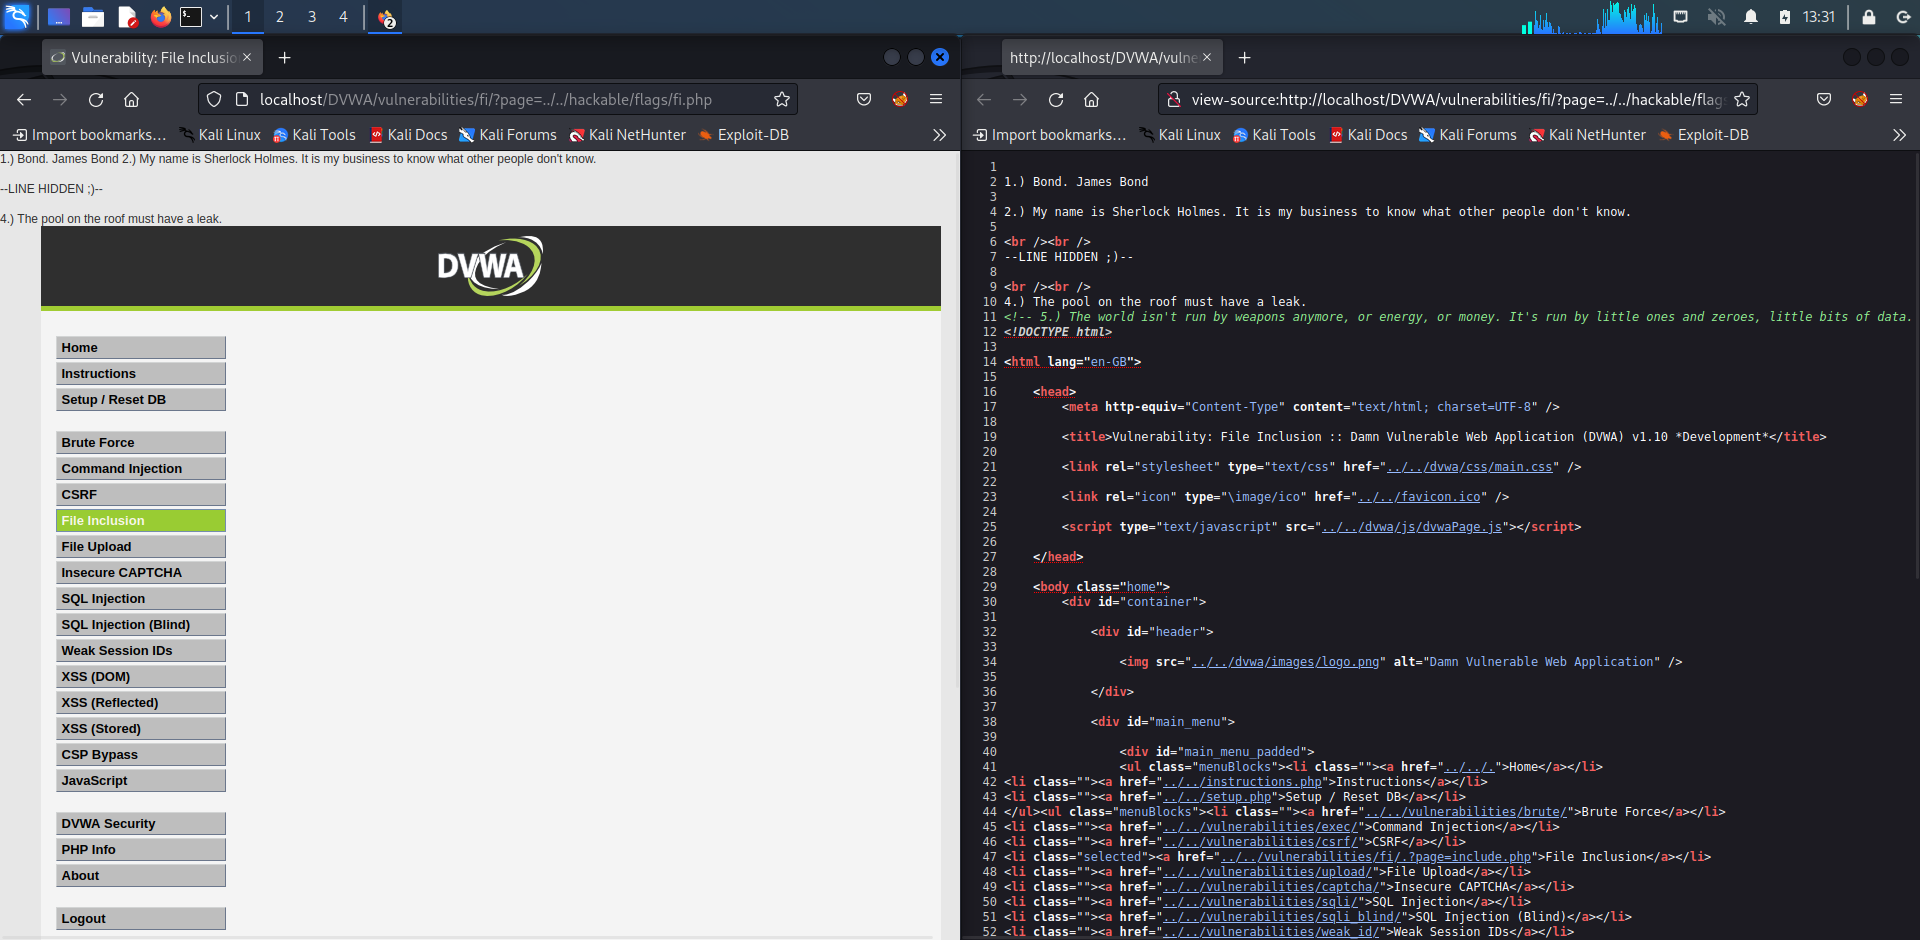 1 2 3 4 2 13:31
Vulnerability: File Inclusio
localhost/DVWA/vulnerabilities/fi/?page=../../hackable/flags/fi.php
Import bookmarks... Kali Linux Kali Tools Kali Docs Kali Forums Kali NetHunter Exploit-DB
1.) Bond. James Bond 2.) My name is Sherlock Holmes. It is my business to know what other people don't know.
--LINE HIDDEN ;)--
4.) The pool on the roof must have a leak.
DVWA
Home
Instructions
Setup / Reset DB
Brute Force
Command Injection
CSRF
File Inclusion
File Upload
Insecure CAPTCHA
SQL Injection
SQL Injection (Blind)
Weak Session IDs
XSS (DOM)
XSS (Reflected)
XSS (Stored)
CSP Bypass
JavaScript
DVWA Security
PHP Info
About
Logout
http://localhost/DVWA/vulne
view-source:http://localhost/DVWA/vulnerabilities/fi/?page=../../hackable/flags
Import bookmarks... Kali Linux Kali Tools Kali Docs Kali Forums Kali NetHunter Exploit-DB
1
2 1.) Bond. James Bond
3
4 2.) My name is Sherlock Holmes. It is my business to know what other people don't know.
5
6 <br /><br />
7 --LINE HIDDEN ;)--
8
9 <br /><br />
10 4.) The pool on the roof must have a leak.
11 <!-- 5.) The world isn't run by weapons anymore, or energy, or money. It's run by little ones and zeroes, little bits of data.
12 <!DOCTYPE html>
13
14 <html lang="en-GB">
15
16 <head>
17 <meta http-equiv="Content-Type" content="text/html; charset=UTF-8" />
18
19 <title>Vulnerability: File Inclusion :: Damn Vulnerable Web Application (DVWA) v1.10 *Development*</title>
20
21 <link rel="stylesheet" type="text/css" href="../../dvwa/css/main.css" />
22
23 <link rel="icon" type="\image/ico" href="../../favicon.ico" />
24
25 <script type="text/javascript" src="../../dvwa/js/dvwaPage.js"></script>
26
27 </head>
28
29 <body class="home">
30 <div id="container">
31
32 <div id="header">
33
34 <img src="../../dvwa/images/logo.png" alt="Damn Vulnerable Web Application" />
35
36 </div>
37
38 <div id="main_menu">
39
40 <div id="main_menu_padded">
41 <ul class="menuBlocks"><li class=""><a href="../../.">Home</a></li>
42 <li class=""><a href="../../instructions.php">Instructions</a></li>
43 <li class=""><a href="../../setup.php">Setup / Reset DB</a></li>
44 </ul><ul class="menuBlocks"><li class=""><a href="../../vulnerabilities/brute/">Brute Force</a></li>
45 <li class=""><a href="../../vulnerabilities/exec/">Command Injection</a></li>
46 <li class=""><a href="../../vulnerabilities/csrf/">CSRF</a></li>
47 <li class="selected"><a href="../../vulnerabilities/fi/.?page=include.php">File Inclusion</a></li>
48 <li class=""><a href="../../vulnerabilities/upload/">File Upload</a></li>
49 <li class=""><a href="../../vulnerabilities/captcha/">Insecure CAPTCHA</a></li>
50 <li class=""><a href="../../vulnerabilities/sqli/">SQL Injection</a></li>
51 <li class=""><a href="../../vulnerabilities/sqli_blind/">SQL Injection (Blind)</a></li>
52 <li class=""><a href="../../vulnerabilities/weak_id/">Weak Session IDs</a></li>